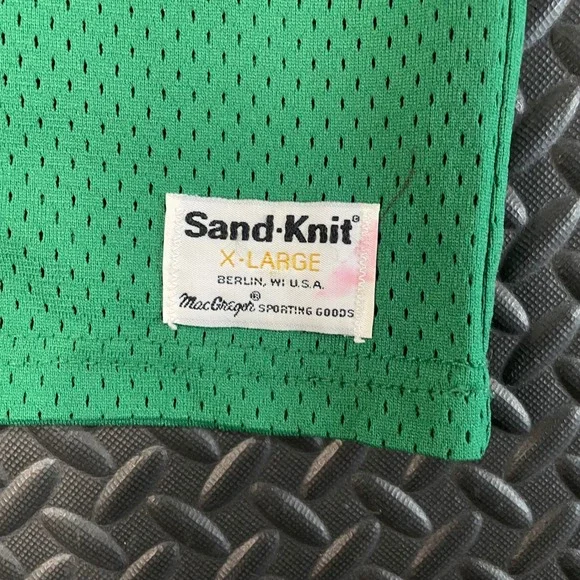 Sand·Knit®
X-LARGE
BERLIN, WI U.S.A.
MacGregor® SPORTING GOODS